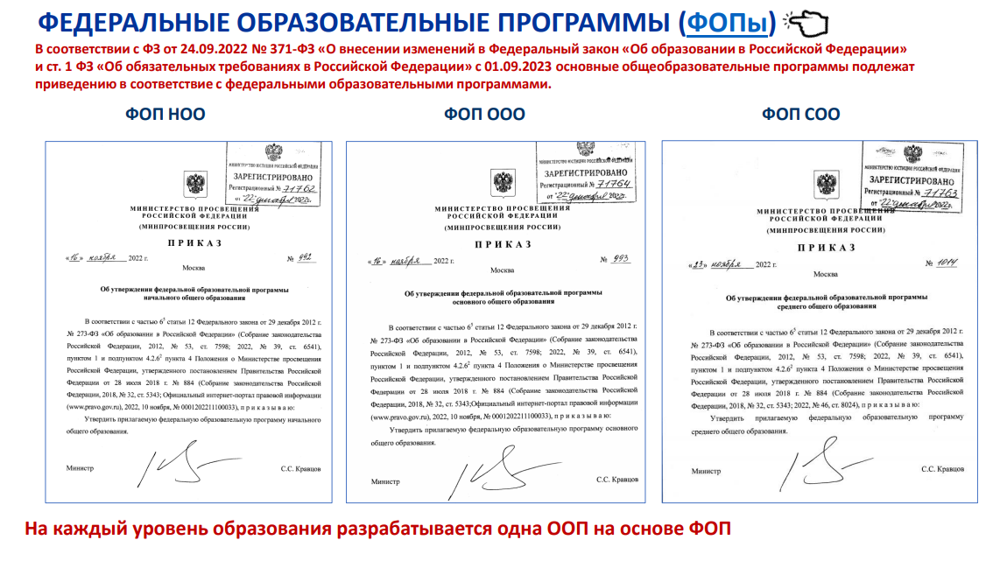 ФЕДЕРАЛЬНЫЕ ОБРАЗОВАТЕЛЬНЫЕ ПРОГРАММЫ (ФОПы)
В соответствии с ФЗ от 24.09.2022 № 371-ФЗ «О внесении изменений в Федеральный закон «Об образовании в Российской Федерации»
и ст. 1 ФЗ «Об обязательных требованиях в Российской Федерации» с 01.09.2023 основные общеобразовательные программы подлежат
приведению в соответствие с федеральными образовательными программами.
ФОП НОО
МИНИСТЕРСТВО ЮСТИЦИИ РОССИЙСКОЙ ФЕДЕРАЦИИ
ЗАРЕГИСТРИРОВАНО
Регистрационный № 71762
от "22" декабря 2022г.
МИНИСТЕРСТВО ПРОСВЕЩЕНИЯ
РОССИЙСКОЙ ФЕДЕРАЦИИ
(МИНПРОСВЕЩЕНИЯ РОССИИ)
ПРИКАЗ
«16» ноября 2022 г. № 992
Москва
Об утверждении федеральной образовательной программы
начального общего образования
В соответствии с частью 6⁵ статьи 12 Федерального закона от 29 декабря 2012 г.
№ 273-ФЗ «Об образовании в Российской Федерации» (Собрание законодательства
Российской Федерации, 2012, № 53, ст. 7598; 2022, № 39, ст. 6541),
пунктом 1 и подпунктом 4.2.6² пункта 4 Положения о Министерстве просвещения
Российской Федерации, утвержденного постановлением Правительства Российской
Федерации от 28 июля 2018 г. № 884 (Собрание законодательства Российской
Федерации, 2018, № 32, ст. 5343; Официальный интернет-портал правовой информации
(www.pravo.gov.ru), 2022, 10 ноября, № 0001202211100033), п р и к а з ы в а ю:
Утвердить прилагаемую федеральную образовательную программу начального
общего образования.
Министр С.С. Кравцов
ФОП ООО
МИНИСТЕРСТВО ЮСТИЦИИ РОССИЙСКОЙ ФЕДЕРАЦИИ
ЗАРЕГИСТРИРОВАНО
Регистрационный № 71764
от "22" декабря 2022г.
МИНИСТЕРСТВО ПРОСВЕЩЕНИЯ
РОССИЙСКОЙ ФЕДЕРАЦИИ
(МИНПРОСВЕЩЕНИЯ РОССИИ)
ПРИКАЗ
«16» ноября 2022 г. № 993
Москва
Об утверждении федеральной образовательной программы
основного общего образования
В соответствии с частью 6⁵ статьи 12 Федерального закона от 29 декабря 2012 г.
№ 273-ФЗ «Об образовании в Российской Федерации» (Собрание законодательства
Российской Федерации, 2012, № 53, ст. 7598; 2022, № 39, ст. 6541),
пунктом 1 и подпунктом 4.2.6² пункта 4 Положения о Министерстве просвещения
Российской Федерации, утвержденного постановлением Правительства Российской
Федерации от 28 июля 2018 г. № 884 (Собрание законодательства Российской
Федерации, 2018, № 32, ст. 5343;Официальный интернет-портал правовой информации
(www.pravo.gov.ru), 2022, 10 ноября, № 0001202211100033), п р и к а з ы в а ю:
Утвердить прилагаемую федеральную образовательную программу основного
общего образования.
Министр С.С. Кравцов
ФОП СОО
МИНИСТЕРСТВО ЮСТИЦИИ РОССИЙСКОЙ ФЕДЕРАЦИИ
ЗАРЕГИСТРИРОВАНО
Регистрационный № 71763
от "22" декабря 2022г.
МИНИСТЕРСТВО ПРОСВЕЩЕНИЯ
РОССИЙСКОЙ ФЕДЕРАЦИИ
(МИНПРОСВЕЩЕНИЯ РОССИИ)
ПРИКАЗ
«23» ноября 2022 г. № 1014
Москва
Об утверждении федеральной образовательной программы
среднего общего образования
В соответствии с частью 6⁵ статьи 12 Федерального закона от 29 декабря 2012 г.
№ 273-ФЗ «Об образовании в Российской Федерации» (Собрание законодательства
Российской Федерации, 2012, № 53, ст. 7598; 2022, № 39, ст. 6541),
пунктом 1 и подпунктом 4.2.6² пункта 4 Положения о Министерстве просвещения
Российской Федерации, утвержденного постановлением Правительства Российской
Федерации от 28 июля 2018 г. № 884 (Собрание законодательства Российской
Федерации, 2018, № 32, ст. 5343; 2022, № 46, ст. 8024), п р и к а з ы в а ю:
Утвердить прилагаемую федеральную образовательную программу
среднего общего образования.
Министр С.С. Кравцов
На каждый уровень образования разрабатывается одна ООП на основе ФОП